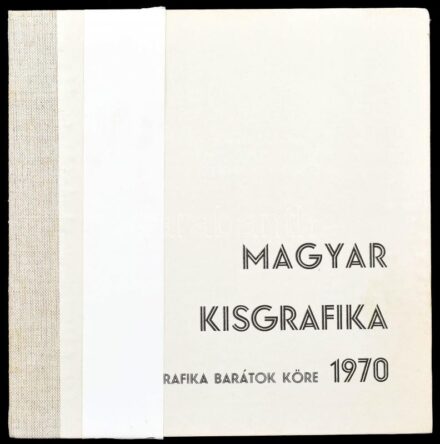 MAGYAR
KISGRAFIKA
RAFIKA BARÁTOK KÖRE 1970